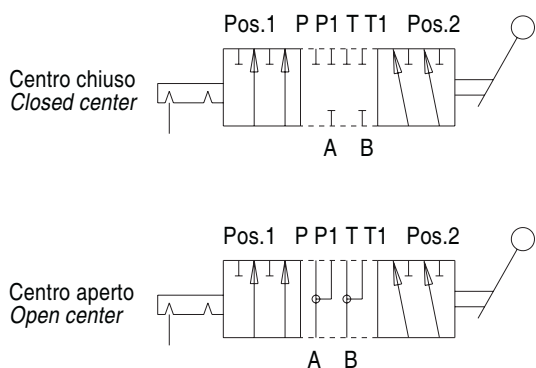 Pos.1 P P1 T T1 Pos.2
Centro chiuso
Closed center
A B
Pos.1 P P1 T T1 Pos.2
Centro aperto
Open center
A B